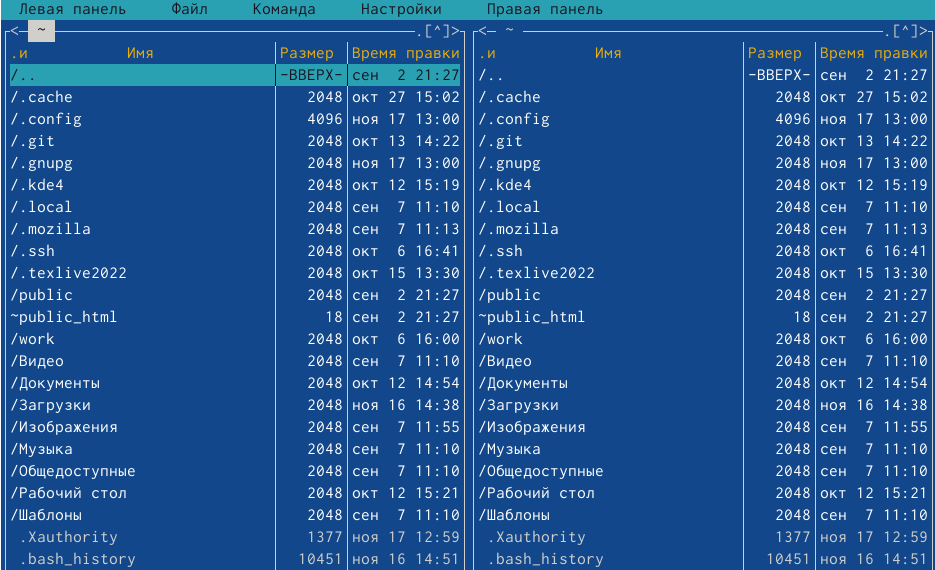 Левая панель Файл Команда Настройки Правая панель
<─ ~ ─.[^]>┐┌<─ ~ ─.[^]>
.и Имя │Размер │Время правки .и Имя │Размер │Время правки
/.. │-ВВЕРХ-│сен 2 21:27 /.. │-ВВЕРХ-│сен 2 21:27
/.cache │ 2048│окт 27 15:02 /.cache │ 2048│окт 27 15:02
/.config │ 4096│ноя 17 13:00 /.config │ 4096│ноя 17 13:00
/.git │ 2048│окт 13 14:22 /.git │ 2048│окт 13 14:22
/.gnupg │ 2048│ноя 17 13:00 /.gnupg │ 2048│ноя 17 13:00
/.kde4 │ 2048│окт 12 15:19 /.kde4 │ 2048│окт 12 15:19
/.local │ 2048│сен 7 11:10 /.local │ 2048│сен 7 11:10
/.mozilla │ 2048│сен 7 11:13 /.mozilla │ 2048│сен 7 11:13
/.ssh │ 2048│окт 6 16:41 /.ssh │ 2048│окт 6 16:41
/.texlive2022 │ 2048│окт 15 13:30 /.texlive2022 │ 2048│окт 15 13:30
/public │ 2048│сен 2 21:27 /public │ 2048│сен 2 21:27
~public_html │ 18│сен 2 21:27 ~public_html │ 18│сен 2 21:27
/work │ 2048│окт 6 16:00 /work │ 2048│окт 6 16:00
/Видео │ 2048│сен 7 11:10 /Видео │ 2048│сен 7 11:10
/Документы │ 2048│окт 12 14:54 /Документы │ 2048│окт 12 14:54
/Загрузки │ 2048│ноя 16 14:38 /Загрузки │ 2048│ноя 16 14:38
/Изображения │ 2048│сен 7 11:55 /Изображения │ 2048│сен 7 11:55
/Музыка │ 2048│сен 7 11:10 /Музыка │ 2048│сен 7 11:10
/Общедоступные │ 2048│сен 7 11:10 /Общедоступные │ 2048│сен 7 11:10
/Рабочий стол │ 2048│окт 12 15:21 /Рабочий стол │ 2048│окт 12 15:21
/Шаблоны │ 2048│сен 7 11:10 /Шаблоны │ 2048│сен 7 11:10
.Xauthority │ 1377│ноя 17 12:59 .Xauthority │ 1377│ноя 17 12:59
.bash_history │ 10451│ноя 16 14:51 .bash_history │ 10451│ноя 16 14:51